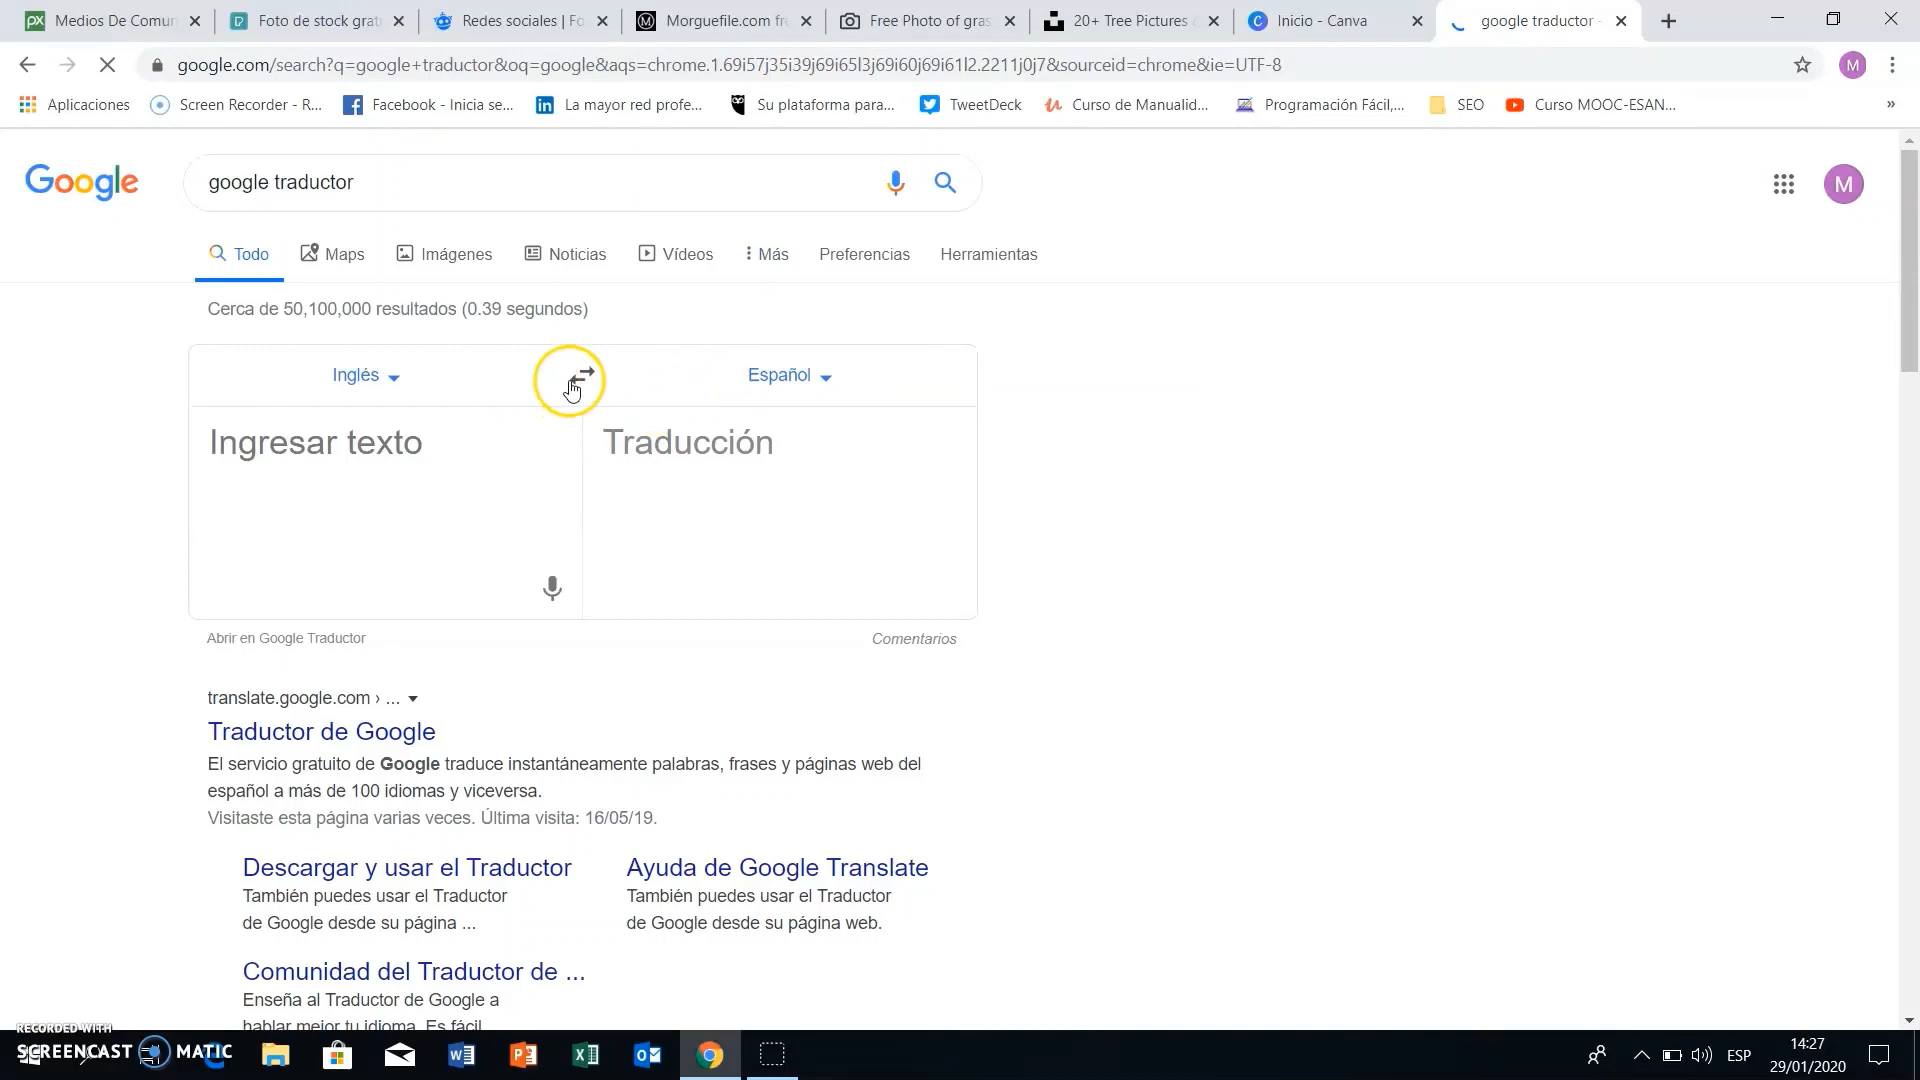 Medios De Comun
Foto de stock grat
Redes sociales | Fo
Morguefile.com fre
Free Photo of gras
20+ Tree Pictures
Inicio - Canva
google traductor -
google.com/search?q=google+traductor&oq=google&aqs=chrome.1.69i57j35i39j69i65l3j69i60j69i61l2.2211j0j7&sourceid=chrome&ie=UTF-8
M
Aplicaciones
Screen Recorder - R...
Facebook - Inicia se...
La mayor red profe...
Su plataforma para...
TweetDeck
Curso de Manualid...
Programación Fácil,...
SEO
Curso MOOC-ESAN...
»
Google
google traductor
M
Todo
Maps
Imágenes
Noticias
Vídeos
Más
Preferencias
Herramientas
Cerca de 50,100,000 resultados (0.39 segundos)
Inglés
Español
Ingresar texto
Traducción
Abrir en Google Traductor
Comentarios
translate.google.com › ...
Traductor de Google
El servicio gratuito de Google traduce instantáneamente palabras, frases y páginas web del
español a más de 100 idiomas y viceversa.
Visitaste esta página varias veces. Última visita: 16/05/19.
Descargar y usar el Traductor
También puedes usar el Traductor
de Google desde su página ...
Ayuda de Google Translate
También puedes usar el Traductor
de Google desde su página web.
Comunidad del Traductor de ...
Enseña al Traductor de Google a
hablar mejor tu idioma. Es fácil
RECORDED WITH
SCREENCAST MATIC
ESP
14:27
29/01/2020